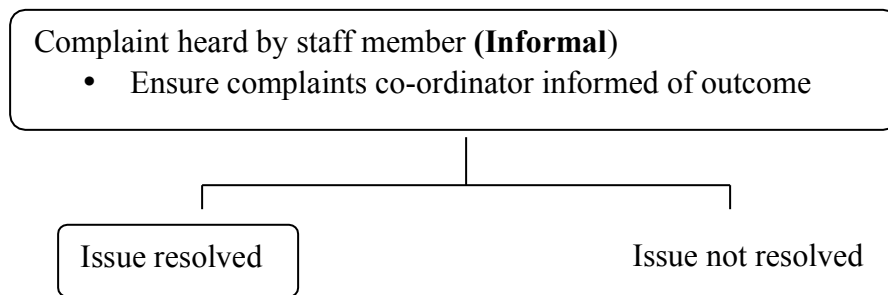 Complaint heard by staff member (Informal)
• Ensure complaints co-ordinator informed of outcome
Issue resolved
Issue not resolved